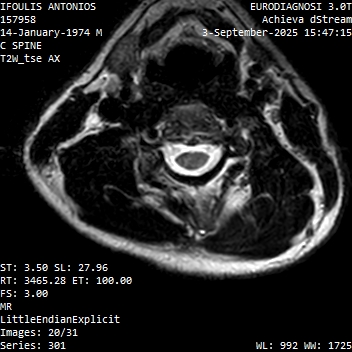 IFOULIS ANTONIOS
157958
14-January-1974 M
C SPINE
T2W_tse AX
EURODIAGNOSI 3.0T
Achieva dStream
3-September-2025 15:47:15
ST: 3.50 SL: 27.96
RT: 3465.28 ET: 100.00
FS: 3.00
MR
LittleEndianExplicit
Images: 20/31
Series: 301
WL: 992 WW: 1725